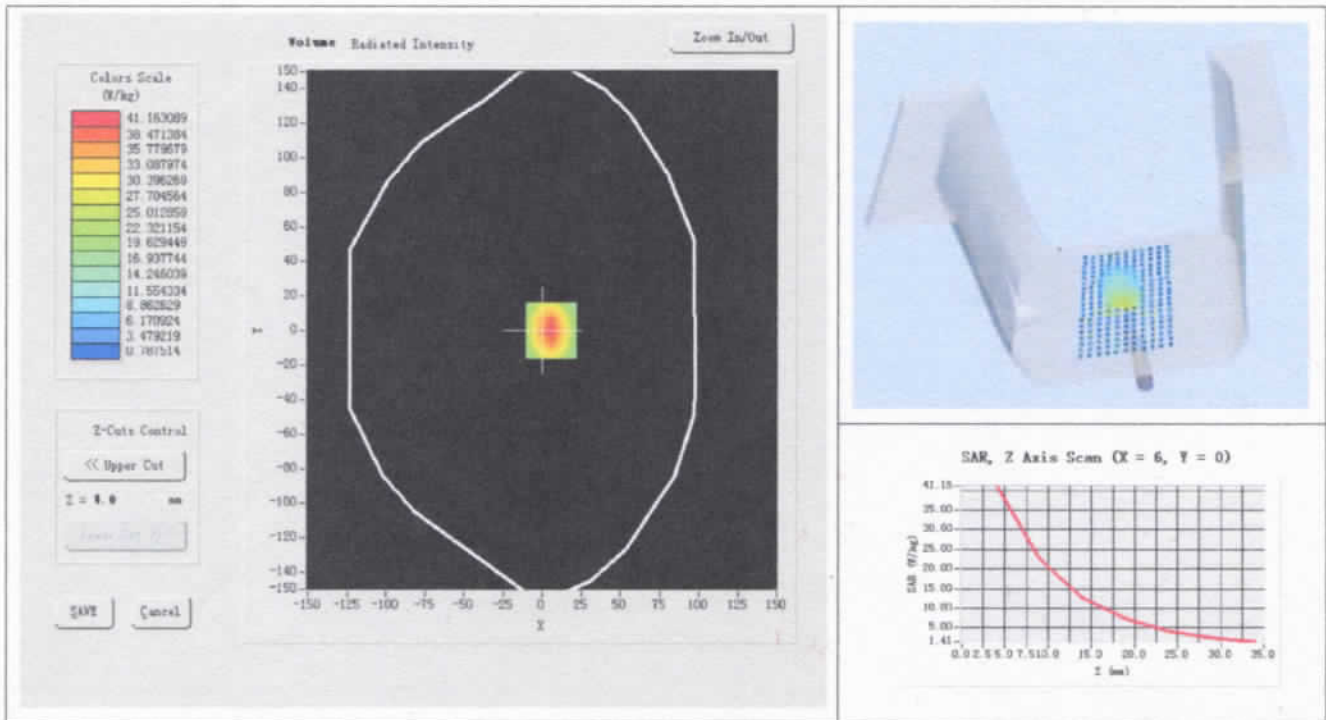 Volume Radiated Intensity
Zoom In/Out
Colors Scale
(W/kg)
41.163089
38.471384
35.779679
33.087974
30.396269
27.704564
25.012859
22.321154
19.629449
16.937744
14.246039
11.554334
8.862629
6.170924
3.479219
0.787514
Z-Cuts Control
<< Upper Cut
Z = 4.0 mm
SAVE
Cancel
150
140
120
100
80
60
40
20
0
-20
-40
-60
-80
-100
-120
-140
-150
Y
-150 -125 -100 -75 -50 -25 0 25 50 75 100 125 150
X
SAR, Z Axis Scan (X = 6, Y = 0)
SAR (W/kg)
41.16
35.00
30.00
25.00
20.00
15.00
10.00
5.00
1.41
0.0 2.5 5.0 7.5 10.0 15.0 20.0 25.0 30.0 35.0
Z (mm)